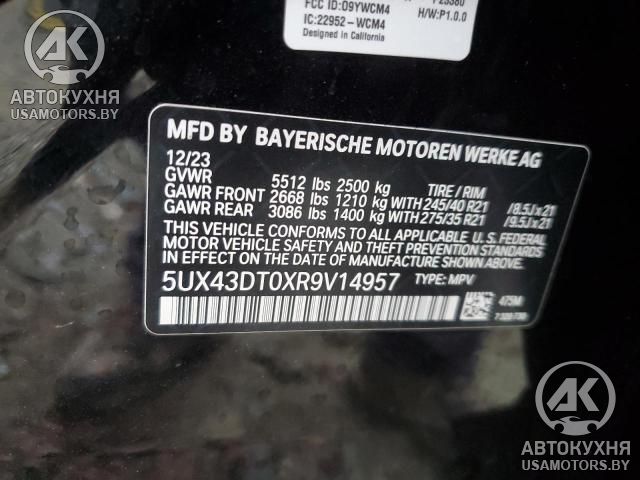 FCC ID:O9YWCM4
IC:22952-WCM4
Designed in California
H/W:P1.0.0
AK
АВТОКУХНЯ
USAMOTORS.BY
MFD BY BAYERISCHE MOTOREN WERKE AG
12/23
GVWR 5512 lbs 2500 kg TIRE / RIM
GAWR FRONT 2668 lbs 1210 kg WITH 245/40 R21 /8.5Jx21
GAWR REAR 3086 lbs 1400 kg WITH 275/35 R21 /9.5Jx21
THIS VEHICLE CONFORMS TO ALL APPLICABLE U.S. FEDERAL
MOTOR VEHICLE SAFETY AND THEFT PREVENTION STANDARDS
IN EFFECT ON THE DATE OF MANUFACTURE SHOWN ABOVE.
5UX43DT0XR9V14957 TYPE: MPV
475M
AK
АВТОКУХНЯ
USAMOTORS.BY